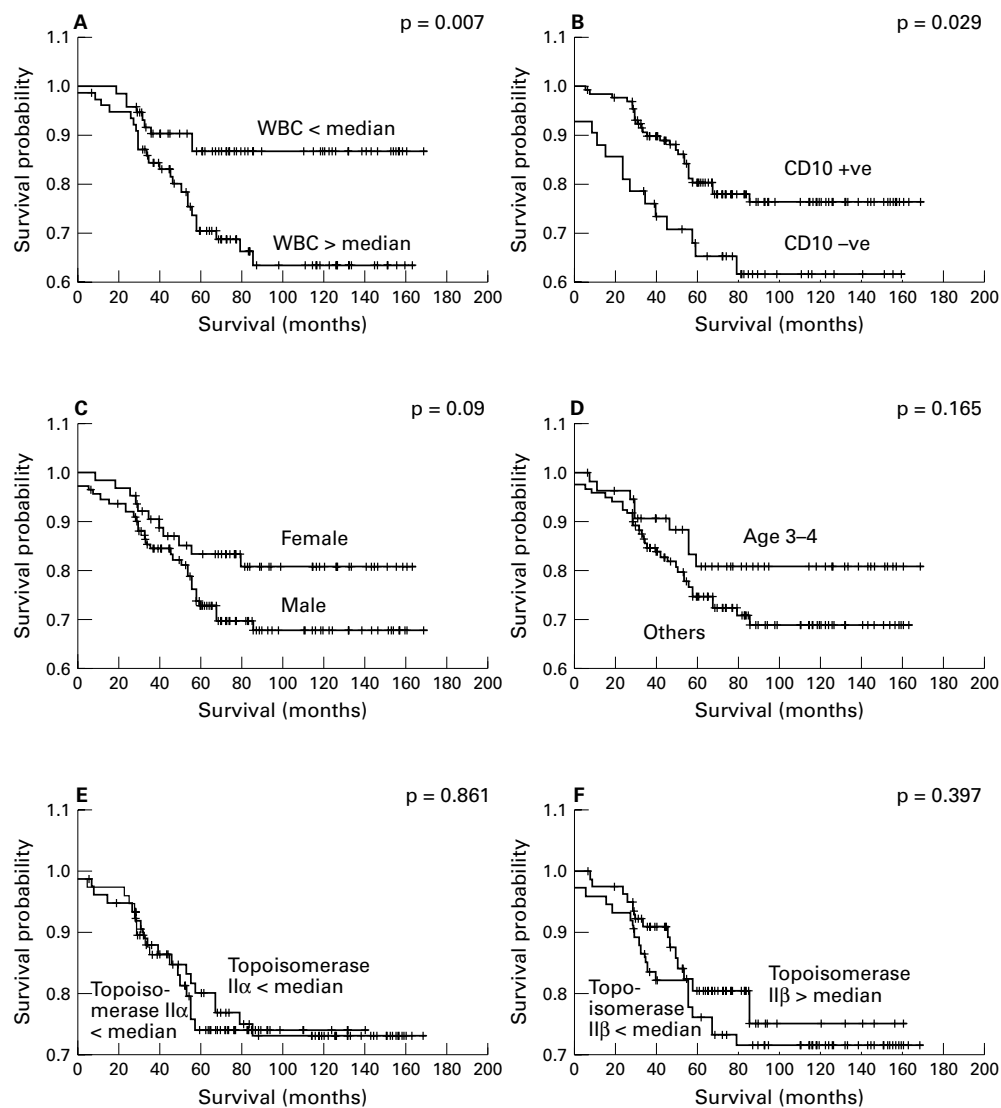 A
p = 0.007
1.1
1.0
0.9
0.8
0.7
0.6
Survival probability
WBC < median
WBC > median
0 20 40 60 80 100 120 140 160 180 200
Survival (months)
B
p = 0.029
1.1
1.0
0.9
0.8
0.7
0.6
Survival probability
CD10 +ve
CD10 –ve
0 20 40 60 80 100 120 140 160 180 200
Survival (months)
C
p = 0.09
1.1
1.0
0.9
0.8
0.7
0.6
Survival probability
Female
Male
0 20 40 60 80 100 120 140 160 180 200
Survival (months)
D
p = 0.165
1.1
1.0
0.9
0.8
0.7
0.6
Survival probability
Age 3–4
Others
0 20 40 60 80 100 120 140 160 180 200
Survival (months)
E
p = 0.861
1.1
1.0
0.9
0.8
0.7
Survival probability
Topoisomerase
IIα < median
Topoiso-
merase IIα
< median
0 20 40 60 80 100 120 140 160 180 200
Survival (months)
F
p = 0.397
1.1
1.0
0.9
0.8
0.7
Survival probability
Topoisomerase
IIβ > median
Topo-
isomerase
IIβ < median
0 20 40 60 80 100 120 140 160 180 200
Survival (months)